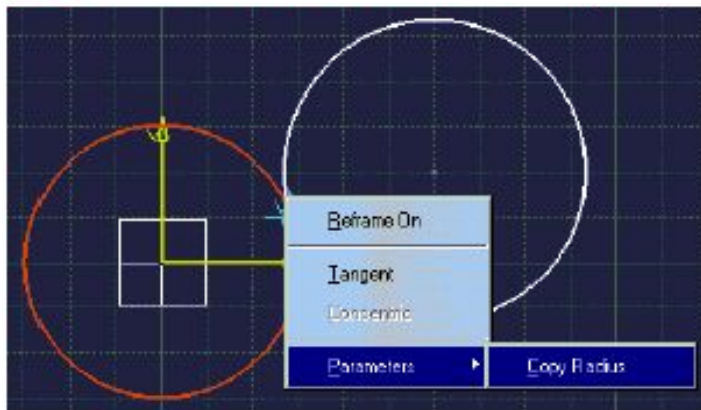 Reframe On
Tangent
Concentric
Parameters
Copy Radius